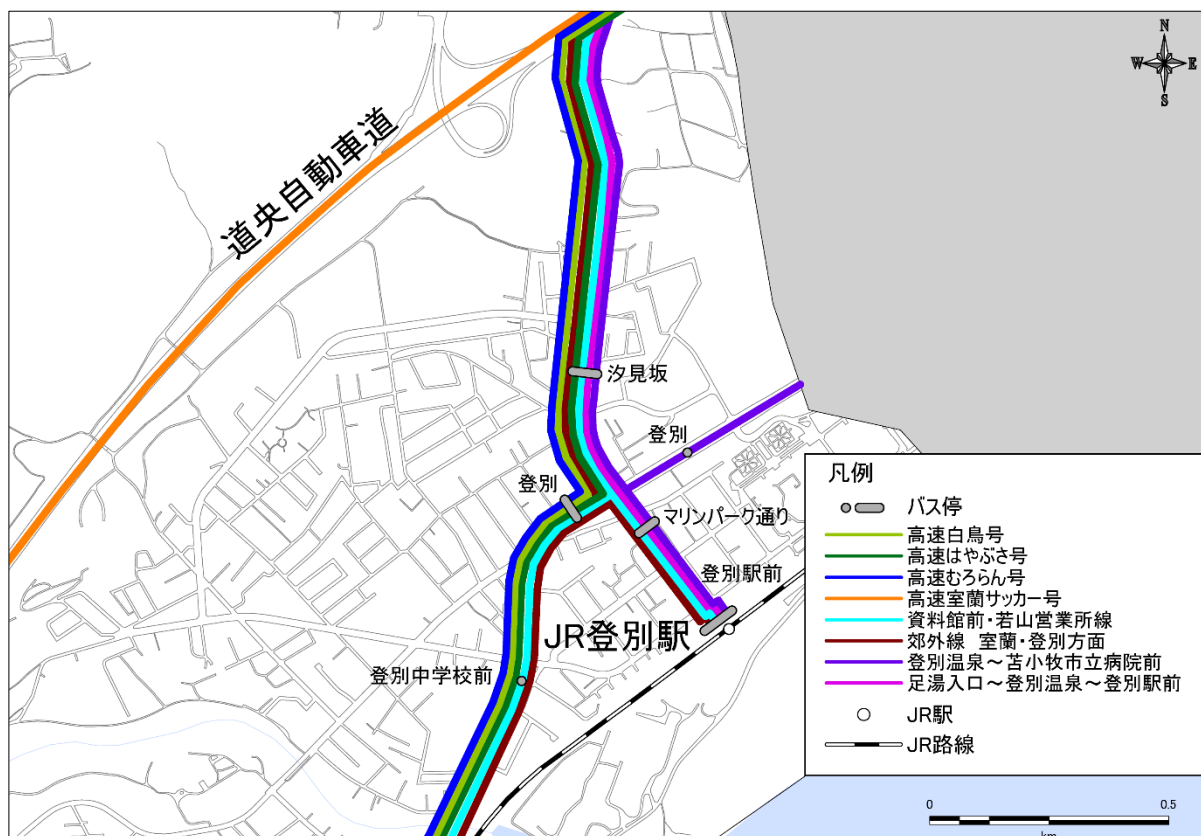 N
W
E
S
道央自動車道
汐見坂
登別
登別
マリンパーク通り
登別駅前
JR登別駅
登別中学校前
凡例
バス停
高速白鳥号
高速はやぶさ号
高速むろらん号
高速室蘭サッカー号
資料館前・若山営業所線
郊外線 室蘭・登別方面
登別温泉～苫小牧市立病院前
足湯入口～登別温泉～登別駅前
JR駅
JR路線
0
0.5
km